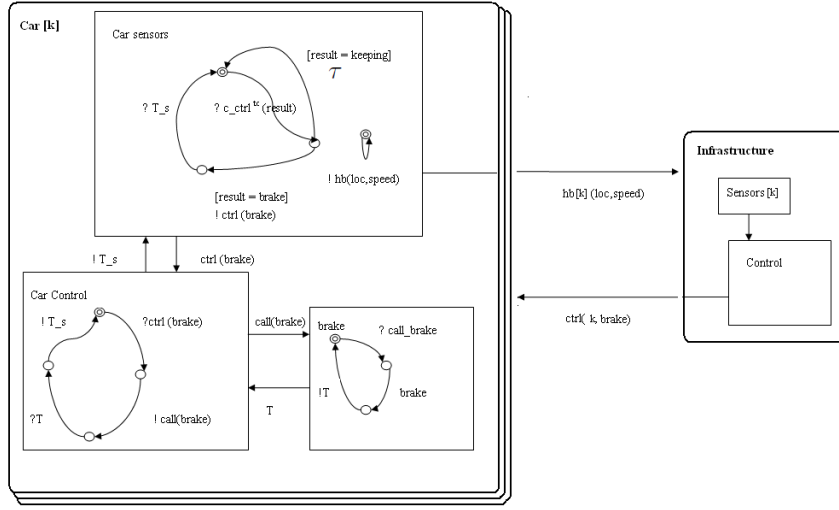 Car [k]
Car sensors
[result = keeping]
τ
? T_s
? c_ctrl tc (result)
! hb(loc,speed)
[result = brake]
! ctrl (brake)
Infrastructure
Sensors [k]
Control
hb[k] (loc,speed)
ctrl( k, brake)
! T_s
ctrl (brake)
Car Control
! T_s
?ctrl (brake)
?T
! call(brake)
call(brake)
T
brake
? call_brake
!T
brake